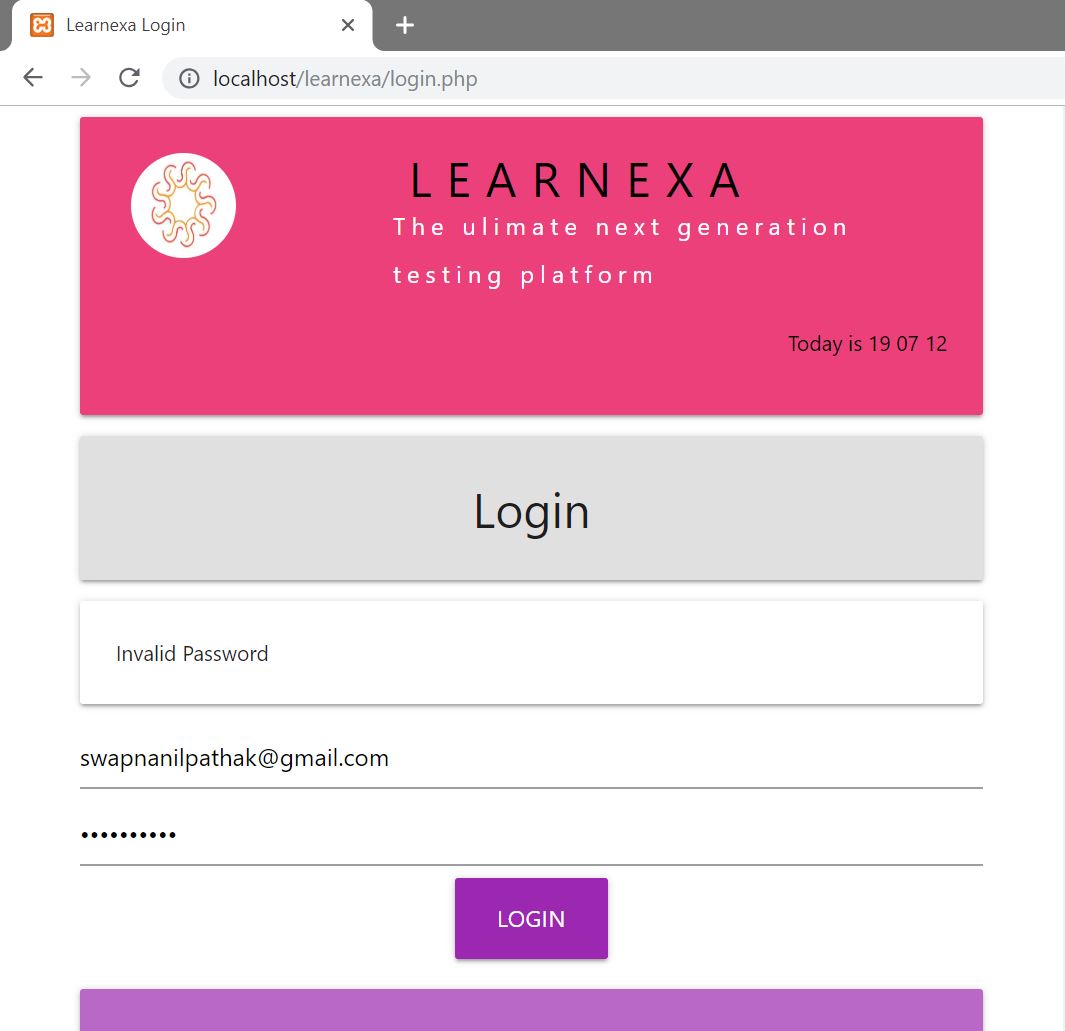 Learnexa Login
localhost/learnexa/login.php
LEARNEXA
The ulimate next generation
testing platform
Today is 19 07 12
Login
Invalid Password
swapnanilpathak@gmail.com
••••••••••
LOGIN